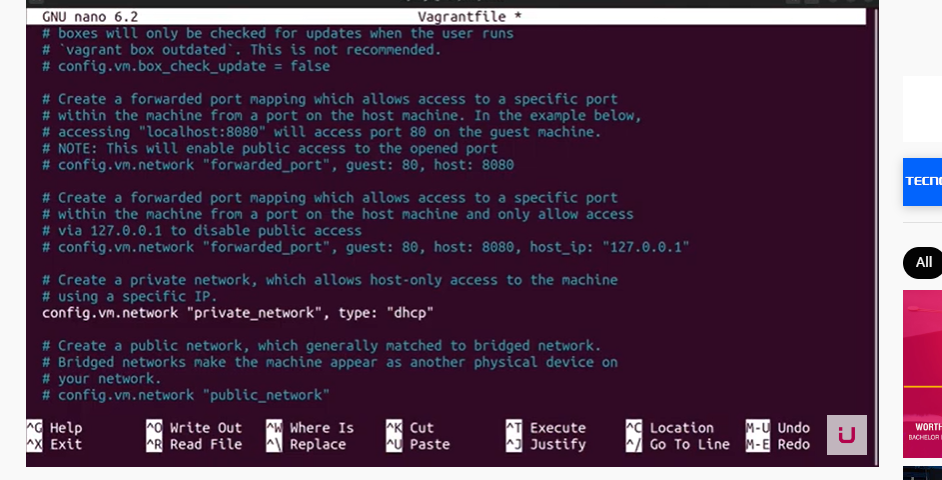 GNU nano 6.2 Vagrantfile *
# boxes will only be checked for updates when the user runs
# `vagrant box outdated`. This is not recommended.
# config.vm.box_check_update = false
# Create a forwarded port mapping which allows access to a specific port
# within the machine from a port on the host machine. In the example below,
# accessing "localhost:8080" will access port 80 on the guest machine.
# NOTE: This will enable public access to the opened port
# config.vm.network "forwarded_port", guest: 80, host: 8080
# Create a forwarded port mapping which allows access to a specific port
# within the machine from a port on the host machine and only allow access
# via 127.0.0.1 to disable public access
# config.vm.network "forwarded_port", guest: 80, host: 8080, host_ip: "127.0.0.1"
# Create a private network, which allows host-only access to the machine
# using a specific IP.
config.vm.network "private_network", type: "dhcp"
# Create a public network, which generally matched to bridged network.
# Bridged networks make the machine appear as another physical device on
# your network.
# config.vm.network "public_network"
^G Help ^O Write Out ^W Where Is ^K Cut ^T Execute ^C Location M-U Undo
^X Exit ^R Read File ^\ Replace ^U Paste ^J Justify ^/ Go To Line M-E Redo
All
BACHELOR